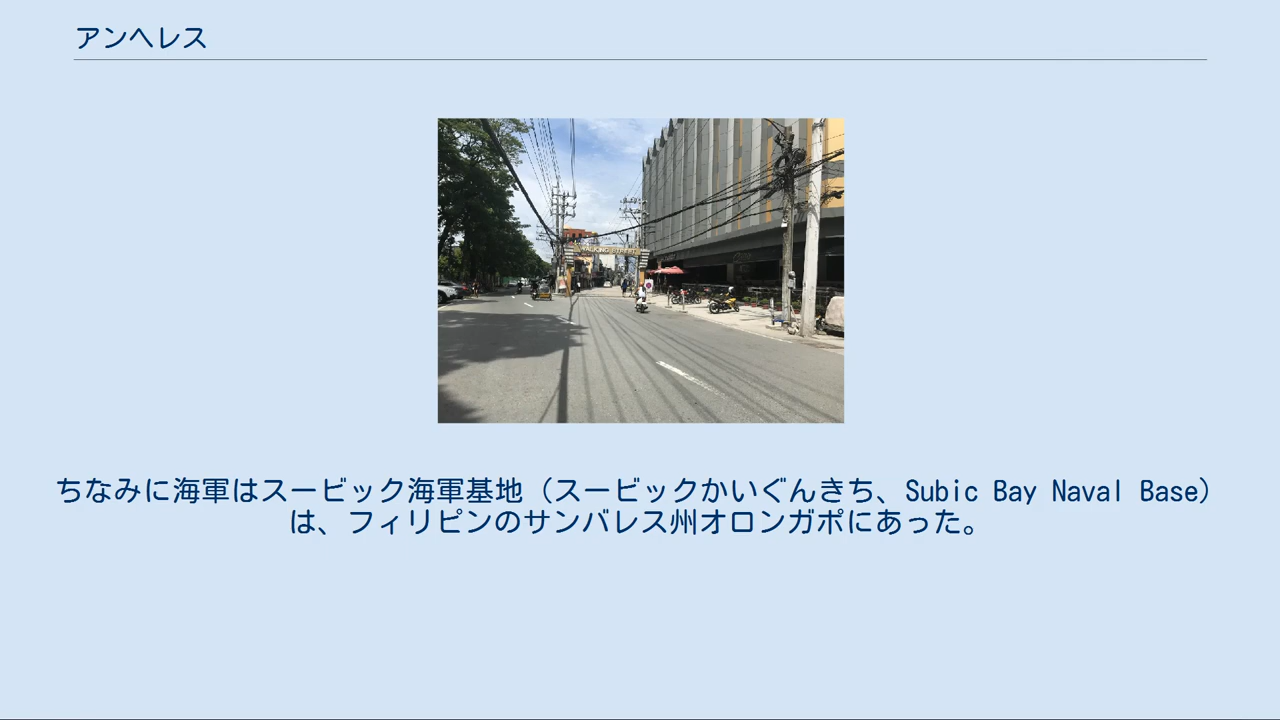 アンヘレス
WALKING STREET
ちなみに海軍はスービック海軍基地（スービックかいぐんきち、Subic Bay Naval Base）
は、フィリピンのサンバレス州オロンガポにあった。